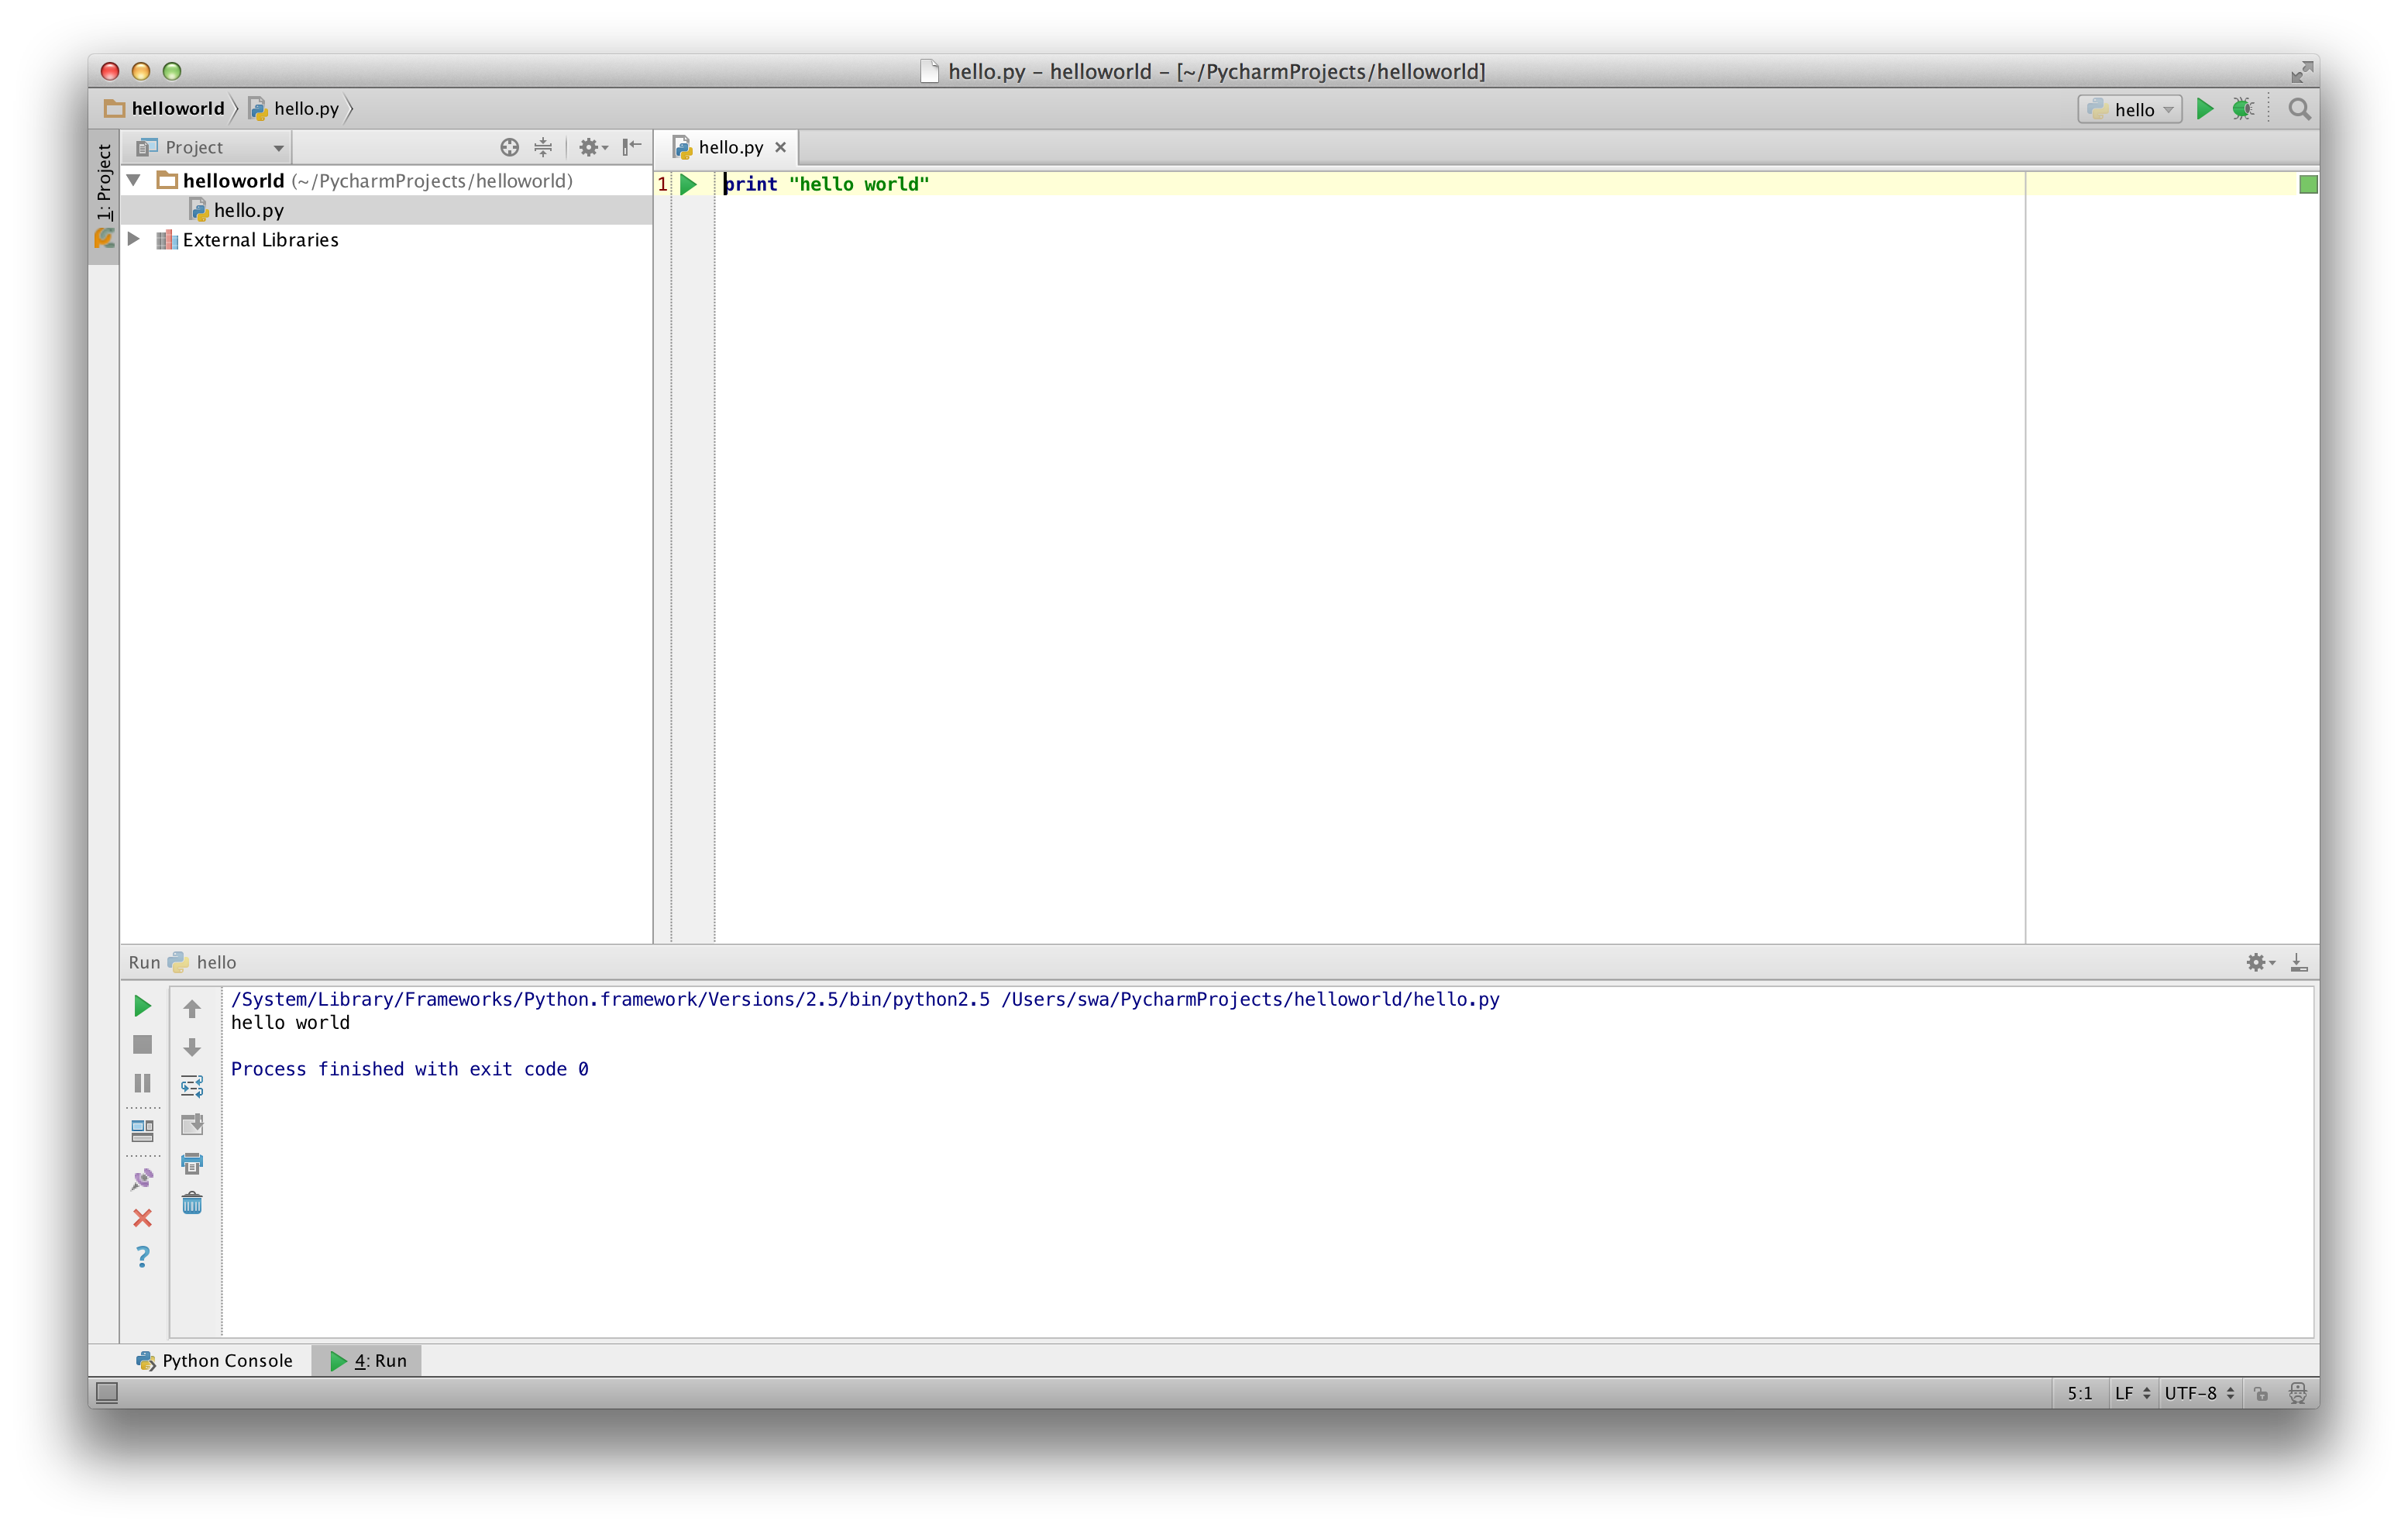 hello.py – helloworld – [~/PycharmProjects/helloworld]
helloworld hello.py hello
1: Project
Project
helloworld (~/PycharmProjects/helloworld)
hello.py
External Libraries
hello.py
1 print "hello world"
Run hello
/System/Library/Frameworks/Python.framework/Versions/2.5/bin/python2.5 /Users/swa/PycharmProjects/helloworld/hello.py
hello world
Process finished with exit code 0
Python Console 4: Run
5:1 LF UTF-8